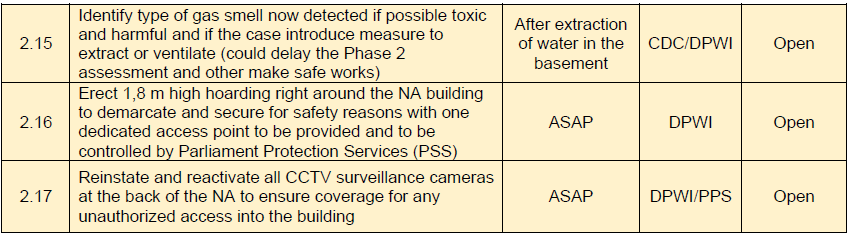 2.15
Identify type of gas smell now detected if possible toxic
and harmful and if the case introduce measure to
extract or ventilate (could delay the Phase 2
assessment and other make safe works)
After extraction
of water in the
basement
CDC/DPWI
Open
2.16
Erect 1,8 m high hoarding right around the NA building
to demarcate and secure for safety reasons with one
dedicated access point to be provided and to be
controlled by Parliament Protection Services (PSS)
ASAP
DPWI
Open
2.17
Reinstate and reactivate all CCTV surveillance cameras
at the back of the NA to ensure coverage for any
unauthorized access into the building
ASAP
DPWI/PPS
Open